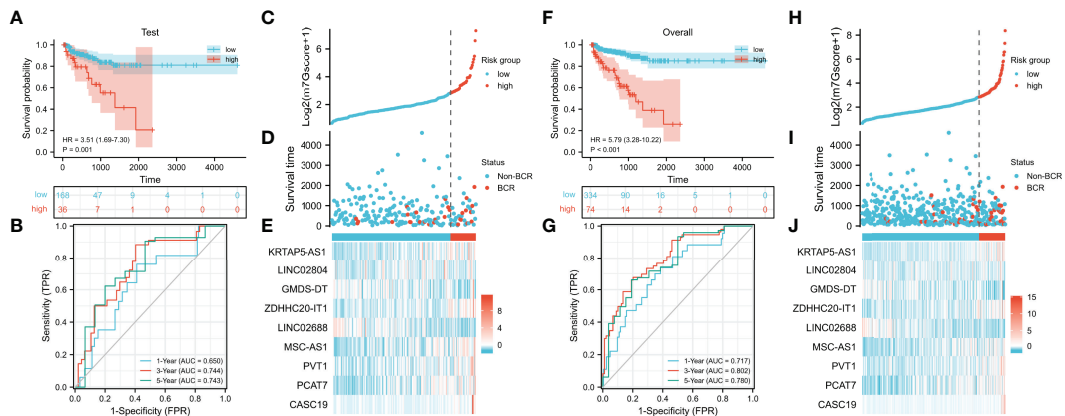 A
Test
Survival probability
1.0
0.8
0.6
0.4
0.2
0.0
low
high
HR = 3.51 (1.69-7.30)
P = 0.001
0 1000 2000 3000 4000
Time
low 168 47 9 4 1 0
high 36 7 1 0 0 0
B
Sensitivity (TPR)
1.0
0.8
0.6
0.4
0.2
0.0
1-Year (AUC = 0.650)
3-Year (AUC = 0.744)
5-Year (AUC = 0.743)
0.0 0.2 0.4 0.6 0.8 1.0
1-Specificity (FPR)
C
Log2(m7Gscore+1)
6
4
2
Risk group
low
high
D
Survival time
4000
3000
2000
1000
0
Status
Non-BCR
BCR
E
KRTAP5-AS1
LINC02804
GMDS-DT
ZDHHC20-IT1
LINC02688
MSC-AS1
PVT1
PCAT7
CASC19
8
4
0
F
Overall
Survival probability
1.0
0.8
0.6
0.4
0.2
0.0
low
high
HR = 5.79 (3.28-10.22)
P < 0.001
0 1000 2000 3000 4000
Time
low 334 90 16 5 1 0
high 74 14 2 0 0 0
G
Sensitivity (TPR)
1.0
0.8
0.6
0.4
0.2
0.0
1-Year (AUC = 0.717)
3-Year (AUC = 0.802)
5-Year (AUC = 0.780)
0.0 0.2 0.4 0.6 0.8 1.0
1-Specificity (FPR)
H
Log2(m7Gscore+1)
8
6
4
2
Risk group
low
high
I
Survival time
4000
3000
2000
1000
0
Status
Non-BCR
BCR
J
KRTAP5-AS1
LINC02804
GMDS-DT
ZDHHC20-IT1
LINC02688
MSC-AS1
PVT1
PCAT7
CASC19
15
10
5
0